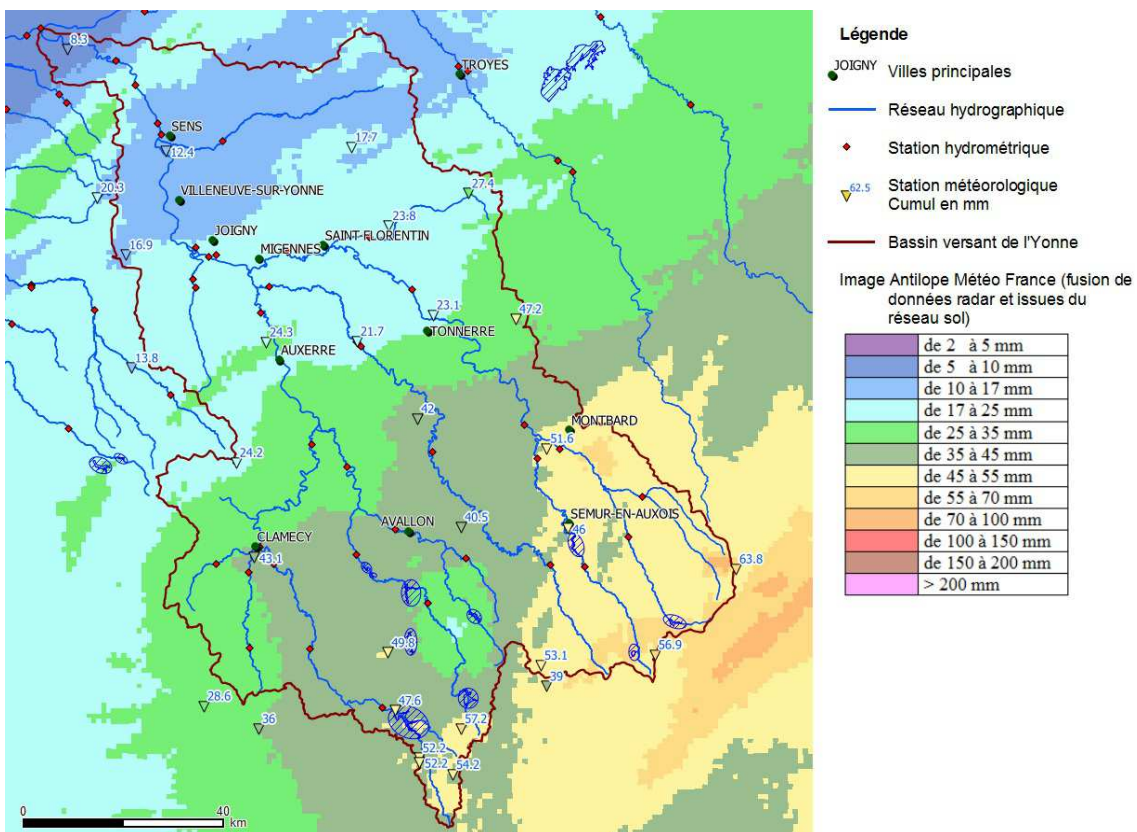 8.3
TROYES
SENS
12.4
17.7
20.3
VILLENEUVE-SUR-YONNE
27.4
23.8
JOIGNY
SAINT-FLORENTIN
MIGENNES
16.9
23.1
47.2
TONNERRE
24.3
21.7
AUXERRE
13.8
42
MONTBARD
51.6
24.2
40.5
SEMUR-EN-AUXOIS
46
AVALLON
CLAMECY
43.1
63.8
49.8
53.1
56.9
39
28.6
47.6
36
57.2
52.2
52.2
54.2
0 40
km
Légende
JOIGNY Villes principales
Réseau hydrographique
Station hydrométrique
62.5 Station météorologique
Cumul en mm
Bassin versant de l'Yonne
Image Antilope Météo France (fusion de
données radar et issues du
réseau sol)
de 2 à 5 mm
de 5 à 10 mm
de 10 à 17 mm
de 17 à 25 mm
de 25 à 35 mm
de 35 à 45 mm
de 45 à 55 mm
de 55 à 70 mm
de 70 à 100 mm
de 100 à 150 mm
de 150 à 200 mm
> 200 mm